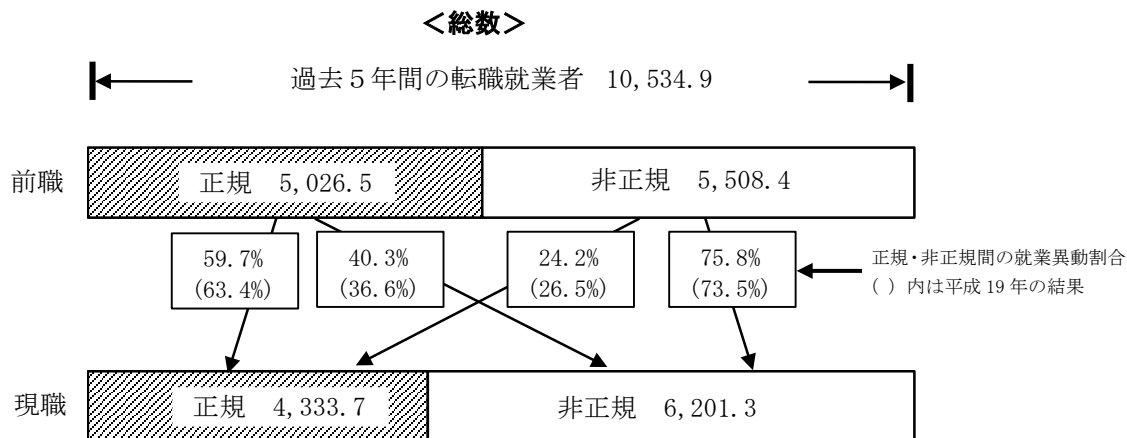 ＜総数＞
過去５年間の転職就業者 10,534.9
前職
正規 5,026.5
非正規 5,508.4
59.7%
(63.4%)
40.3%
(36.6%)
24.2%
(26.5%)
75.8%
(73.5%)
正規・非正規間の就業異動割合
( ) 内は平成 19 年の結果
現職
正規 4,333.7
非正規 6,201.3